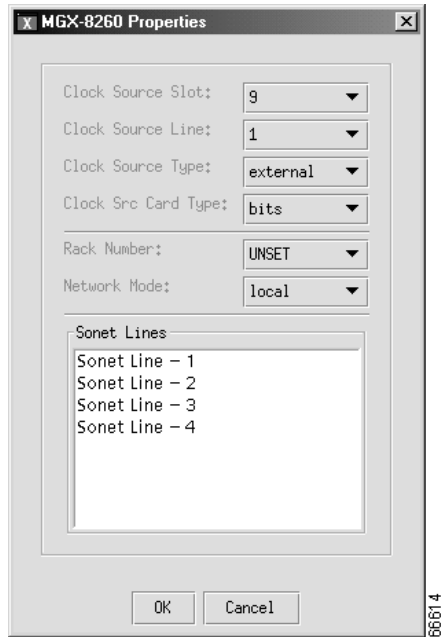 X MGX-8260 Properties X
Clock Source Slot: 9
Clock Source Line: 1
Clock Source Type: external
Clock Src Card Type: bits
Rack Number: UNSET
Network Mode: local
Sonet Lines
Sonet Line – 1
Sonet Line – 2
Sonet Line – 3
Sonet Line – 4
OK Cancel
66614